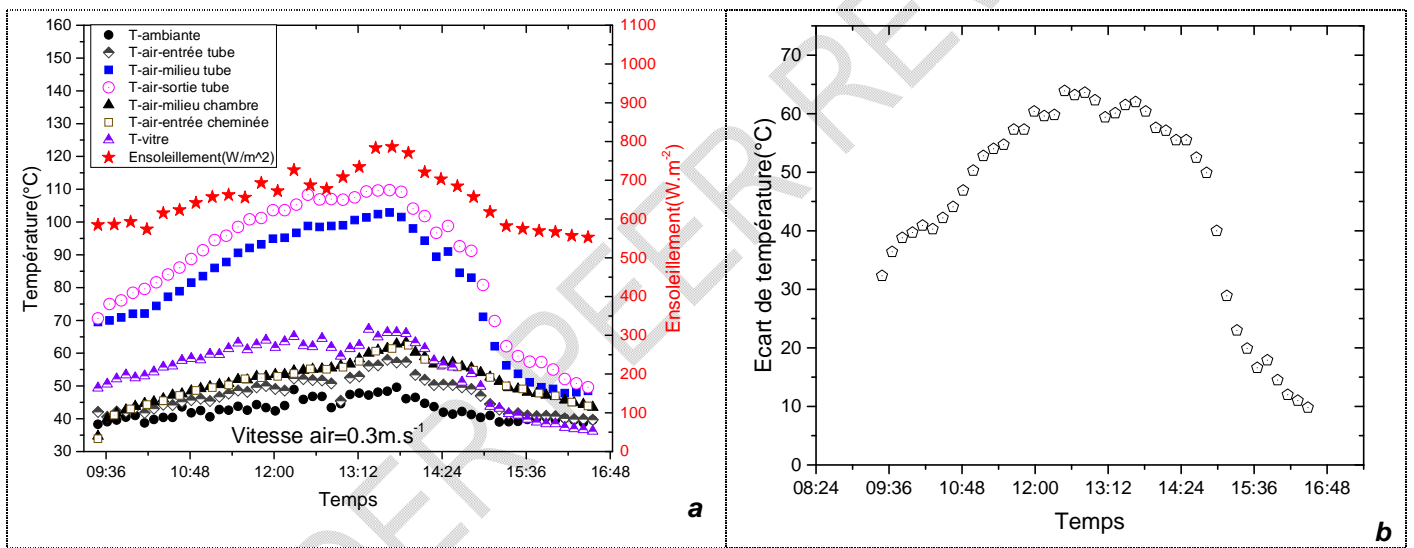 160
150
140
130
120
110
100
90
80
70
60
50
40
30
Température(°C)
T-ambiante
T-air-entrée tube
T-air-milieu tube
T-air-sortie tube
T-air-milieu chambre
T-air-entrée cheminée
T-vitre
Ensoleillement(W/m^2)
1100
1000
900
800
700
600
500
400
300
200
100
0
Ensoleillement(W.m-2)
Vitesse air=0.3m.s-1
09:36 10:48 12:00 13:12 14:24 15:36 16:48
Temps
a
70
60
50
40
30
20
10
0
Ecart de température(°C)
08:24 09:36 10:48 12:00 13:12 14:24 15:36 16:48
Temps
b
PEER PEER RE